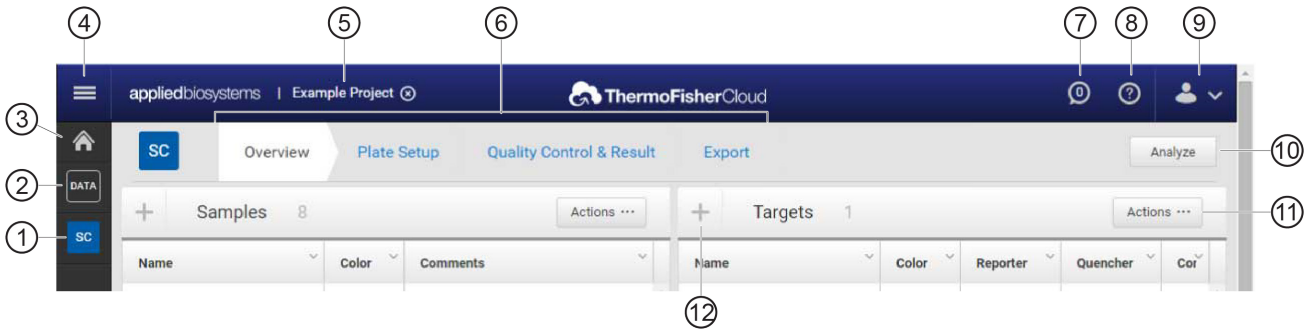 4 5 6 7 8 9
appliedbiosystems | Example Project ThermoFisherCloud 0 ?
3
SC Overview Plate Setup Quality Control & Result Export Analyze 10
2 DATA
+ Samples 8 Actions ••• + Targets 1 Actions ••• 11
1 SC
Name Color Comments Name Color Reporter Quencher Cor
12